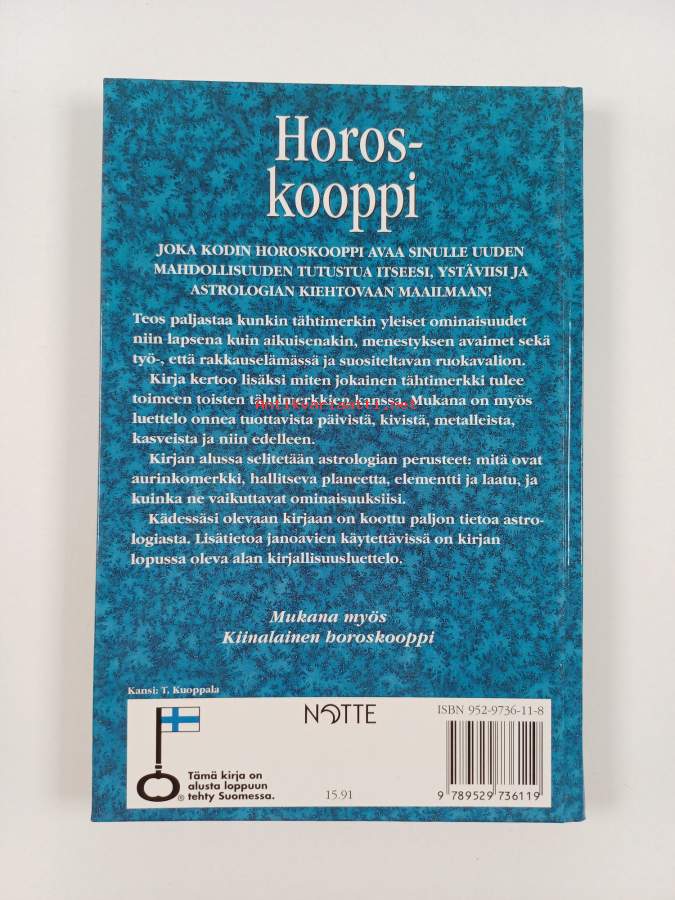 Horos-
kooppi
JOKA KODIN HOROSKOOPPI AVAA SINULLE UUDEN
MAHDOLLISUUDEN TUTUSTUA ITSEESI, YSTÄVIISI JA
ASTROLOGIAN KIEHTOVAAN MAAILMAAN!
Teos paljastaa kunkin tähtimerkin yleiset ominaisuudet
niin lapsena kuin aikuisenakin, menestyksen avaimet sekä
työ-, että rakkauselämässä ja suositeltavan ruokavalion.
Kirja kertoo lisäksi miten jokainen tähtimerkki tulee
toimeen toisten tähtimerkkien kanssa. Mukana on myös
antikvariaatti.net
luettelo onnea tuottavista päivistä, kivistä, metalleista,
kasveista ja niin edelleen.
Kirjan alussa selitetään astrologian perusteet: mitä ovat
aurinkomerkki, hallitseva planeetta, elementti ja laatu, ja
kuinka ne vaikuttavat ominaisuuksiisi.
Kädessäsi olevaan kirjaan on koottu paljon tietoa astro-
logiasta. Lisätietoa janoavien käytettävissä on kirjan
lopussa oleva alan kirjallisuusluettelo.
Mukana myös
Kiinalainen horoskooppi
Kansi: T. Kuoppala
NOTTE
ISBN 952-9736-11-8
® Tämä kirja on
alusta loppuun
tehty Suomessa.
15.91
9 789529 736119